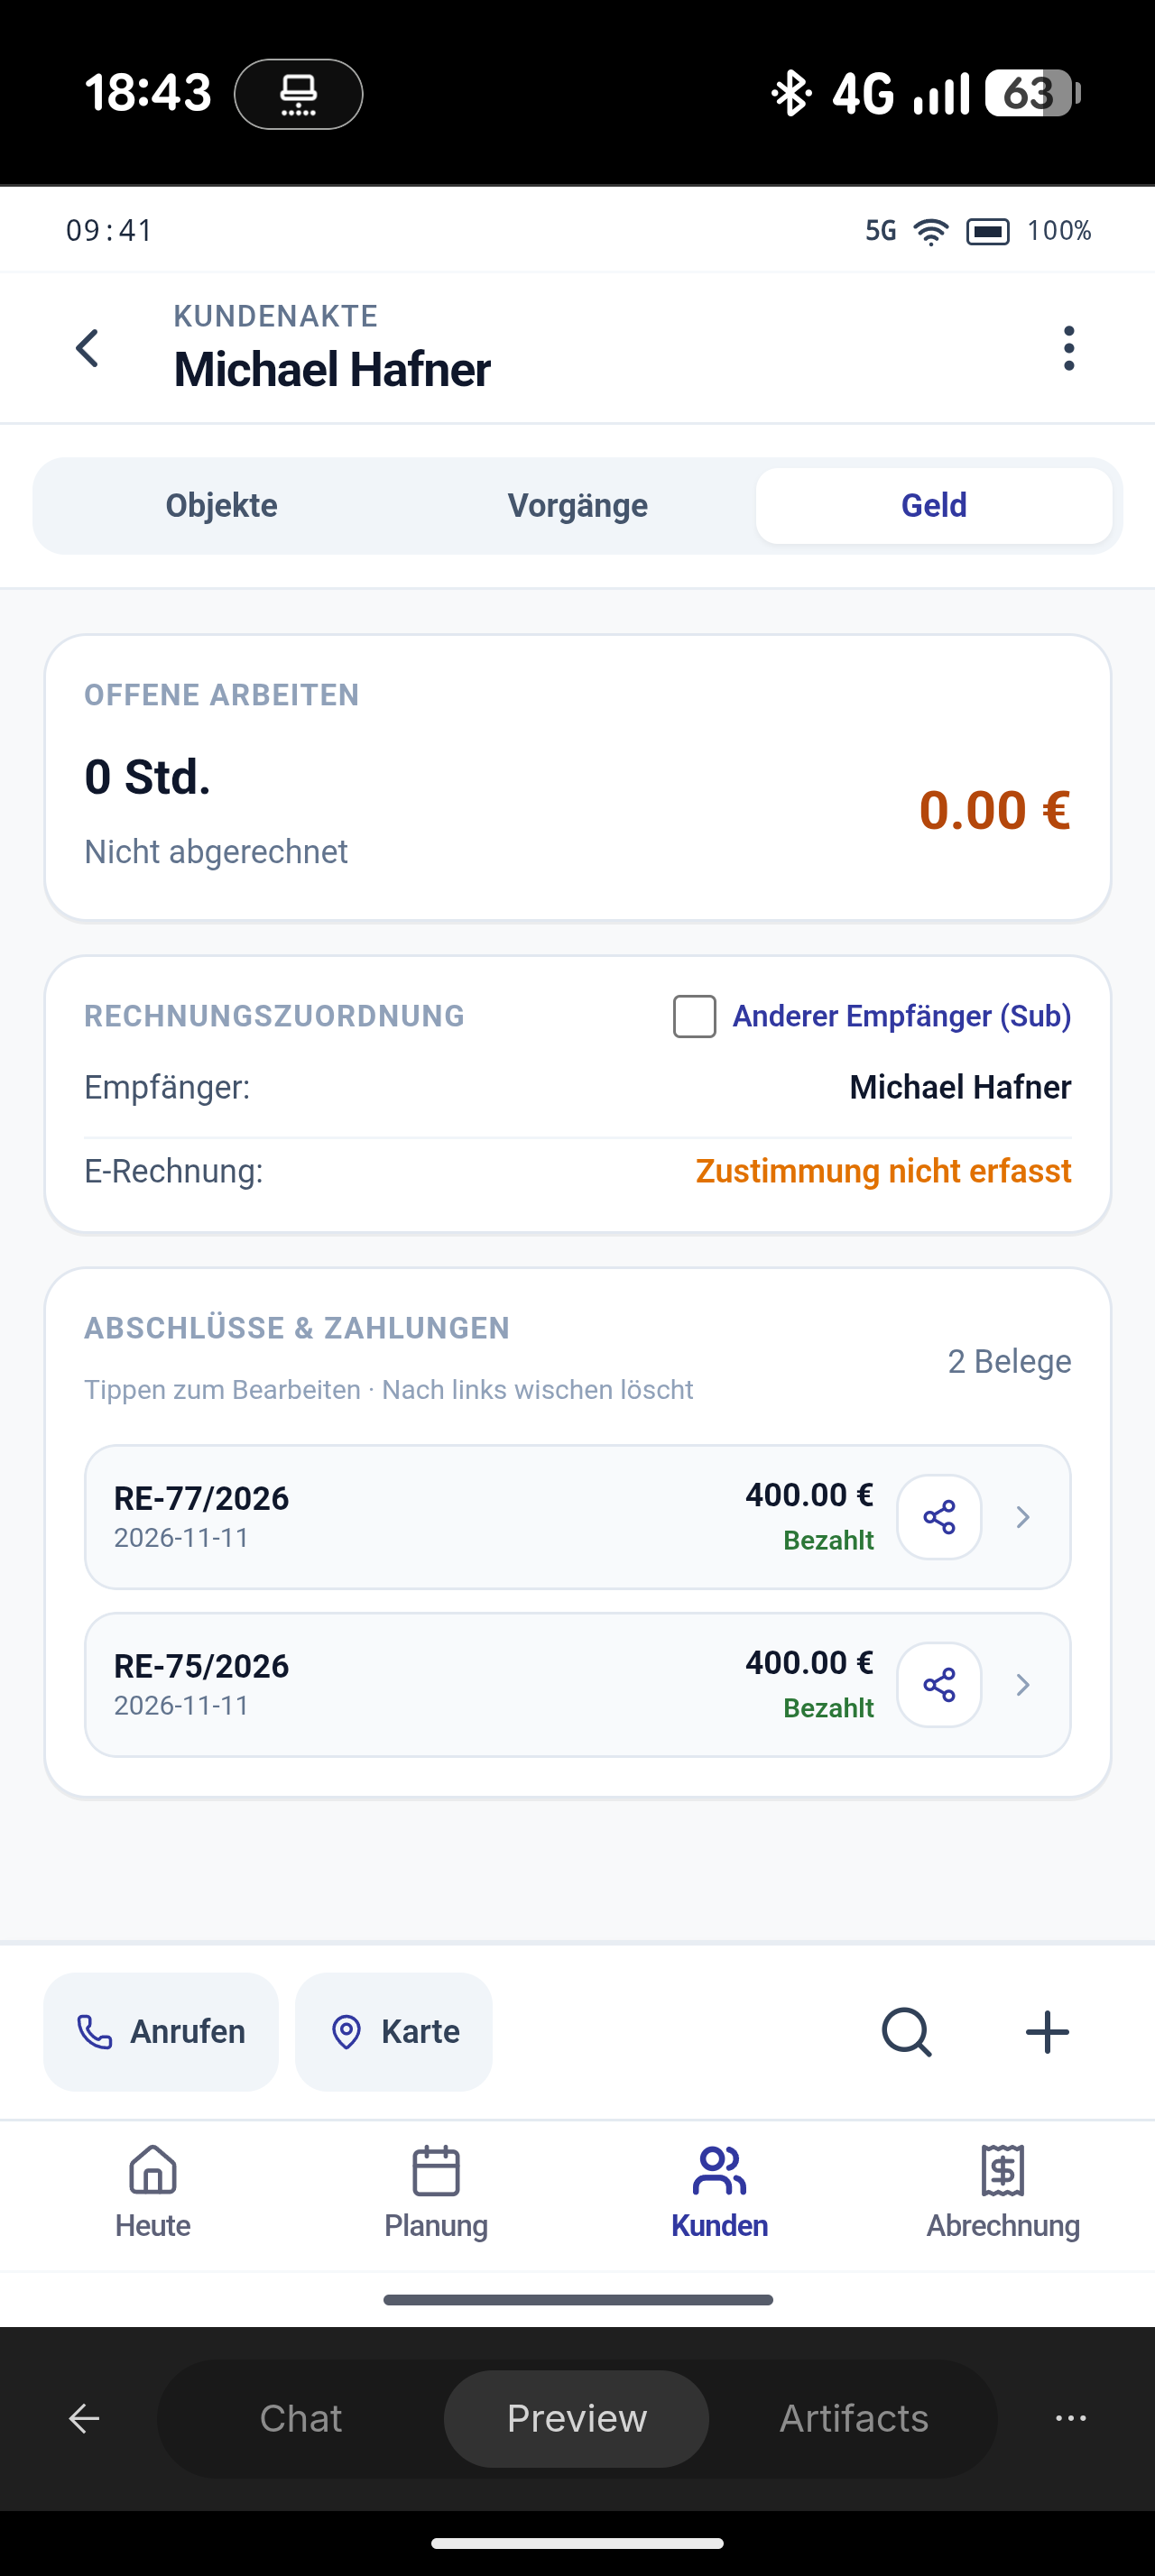 18:43
4G
63
09:41
5G
100%
KUNDENAKTE
Michael Hafner
Objekte
Vorgänge
Geld
OFFENE ARBEITEN
0 Std.
0.00 €
Nicht abgerechnet
RECHNUNGSZUORDNUNG
Anderer Empfänger (Sub)
Empfänger:
Michael Hafner
E-Rechnung:
Zustimmung nicht erfasst
ABSCHLÜSSE & ZAHLUNGEN
2 Belege
Tippen zum Bearbeiten · Nach links wischen löscht
RE-77/2026
400.00 €
2026-11-11
Bezahlt
RE-75/2026
400.00 €
2026-11-11
Bezahlt
Anrufen
Karte
Heute
Planung
Kunden
Abrechnung
Chat
Preview
Artifacts